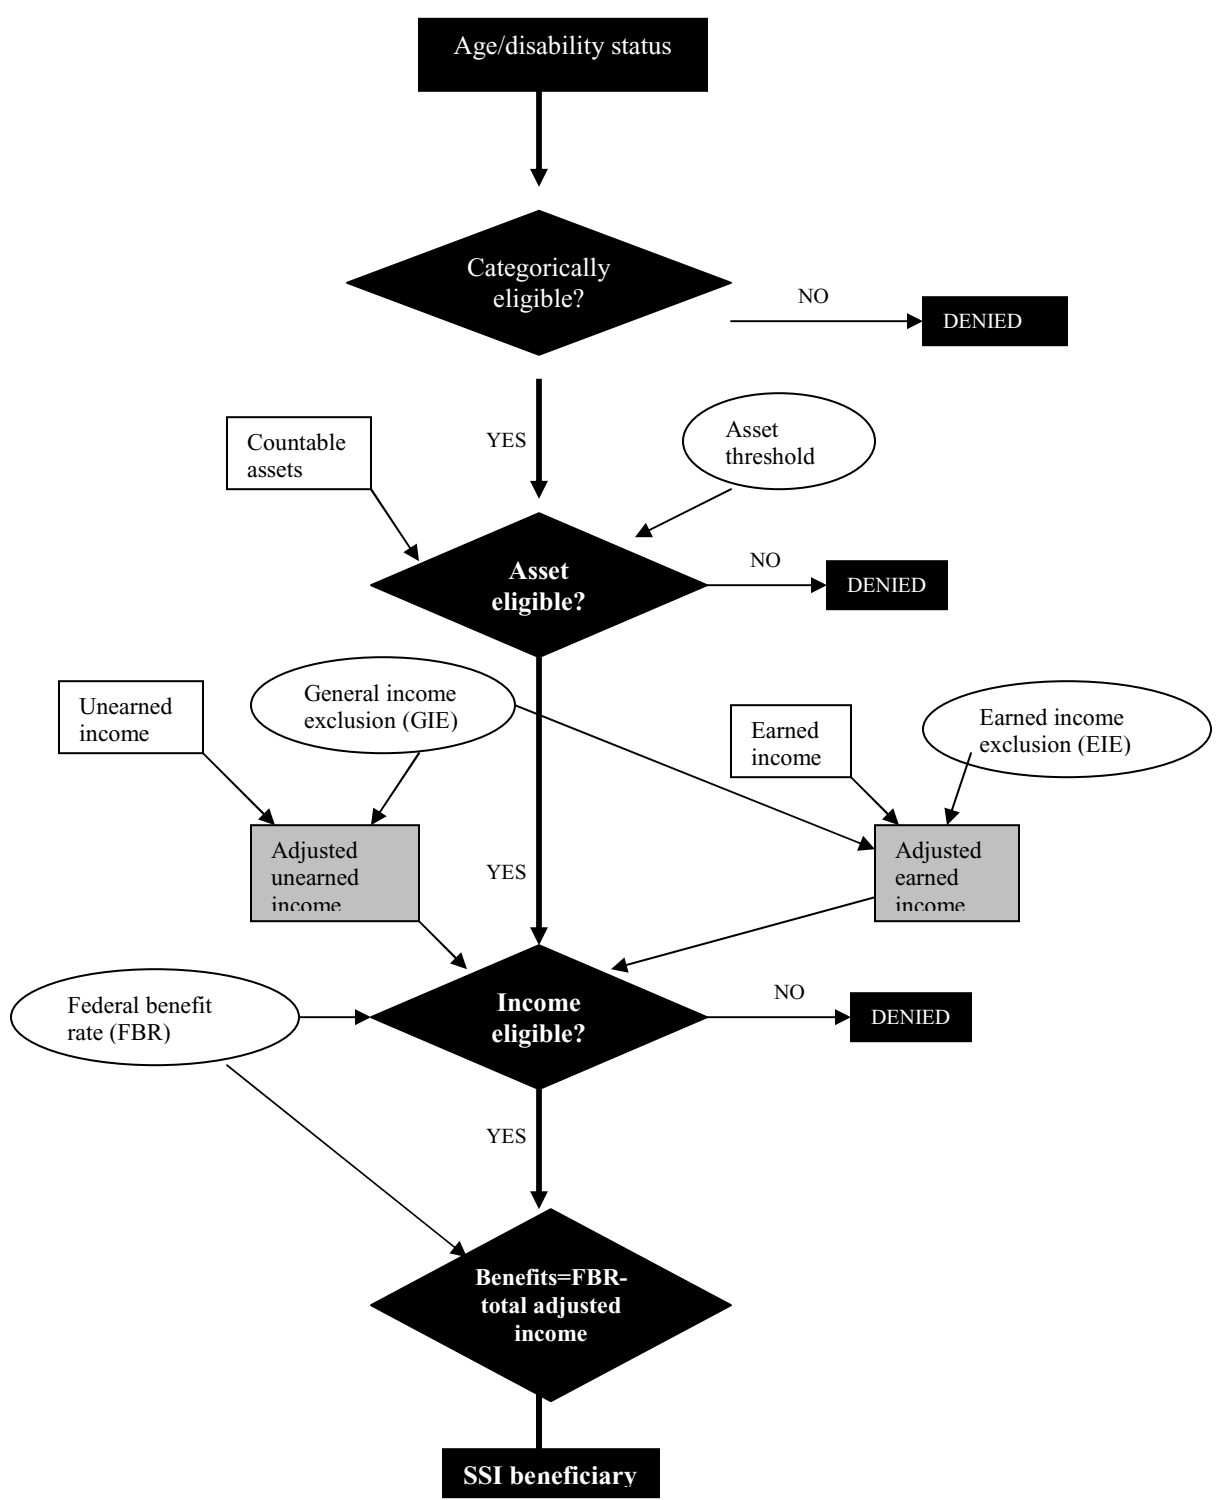 Age/disability status
Categorically
eligible?
NO
DENIED
YES
Countable
assets
Asset
threshold
Asset
eligible?
NO
DENIED
Unearned
income
General income
exclusion (GIE)
Earned
income
Earned income
exclusion (EIE)
Adjusted
unearned
income
YES
Adjusted
earned
income
Federal benefit
rate (FBR)
Income
eligible?
NO
DENIED
YES
Benefits=FBR-
total adjusted
income
SSI beneficiary